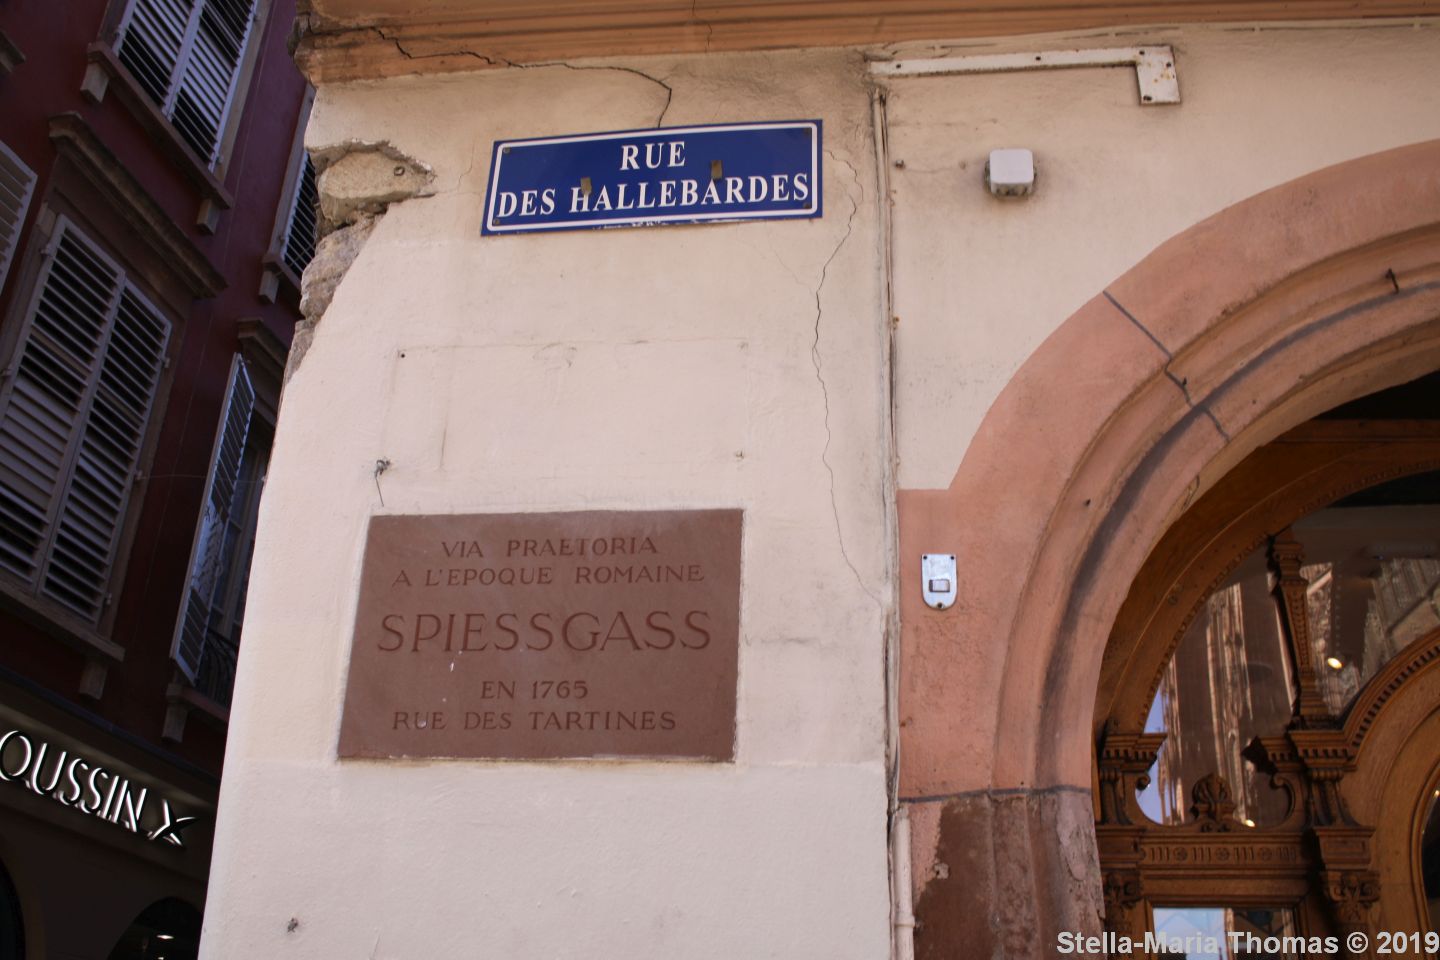 RUE
DES HALLEBARDES
VIA PRAETORIA
A L'EPOQUE ROMAINE
SPIESSGASS
EN 1765
RUE DES TARTINES
OUSSIN
Stella-Maria Thomas © 2019